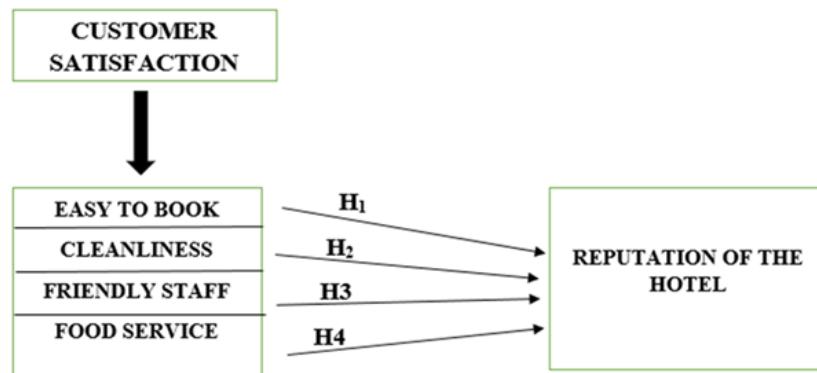 CUSTOMER
SATISFACTION
EASY TO BOOK
CLEANLINESS
FRIENDLY STAFF
FOOD SERVICE
H₁
H₂
H3
H4
REPUTATION OF THE
HOTEL